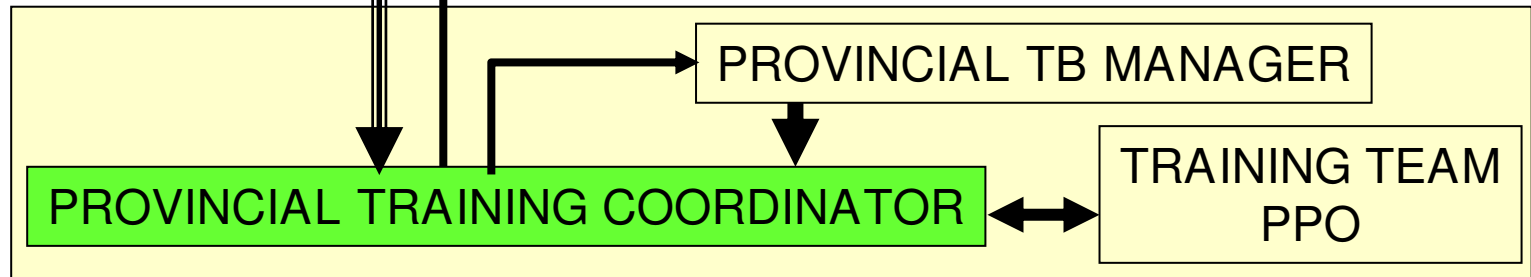 PROVINCIAL TB MANAGER
TRAINING TEAM
PPO
PROVINCIAL TRAINING COORDINATOR